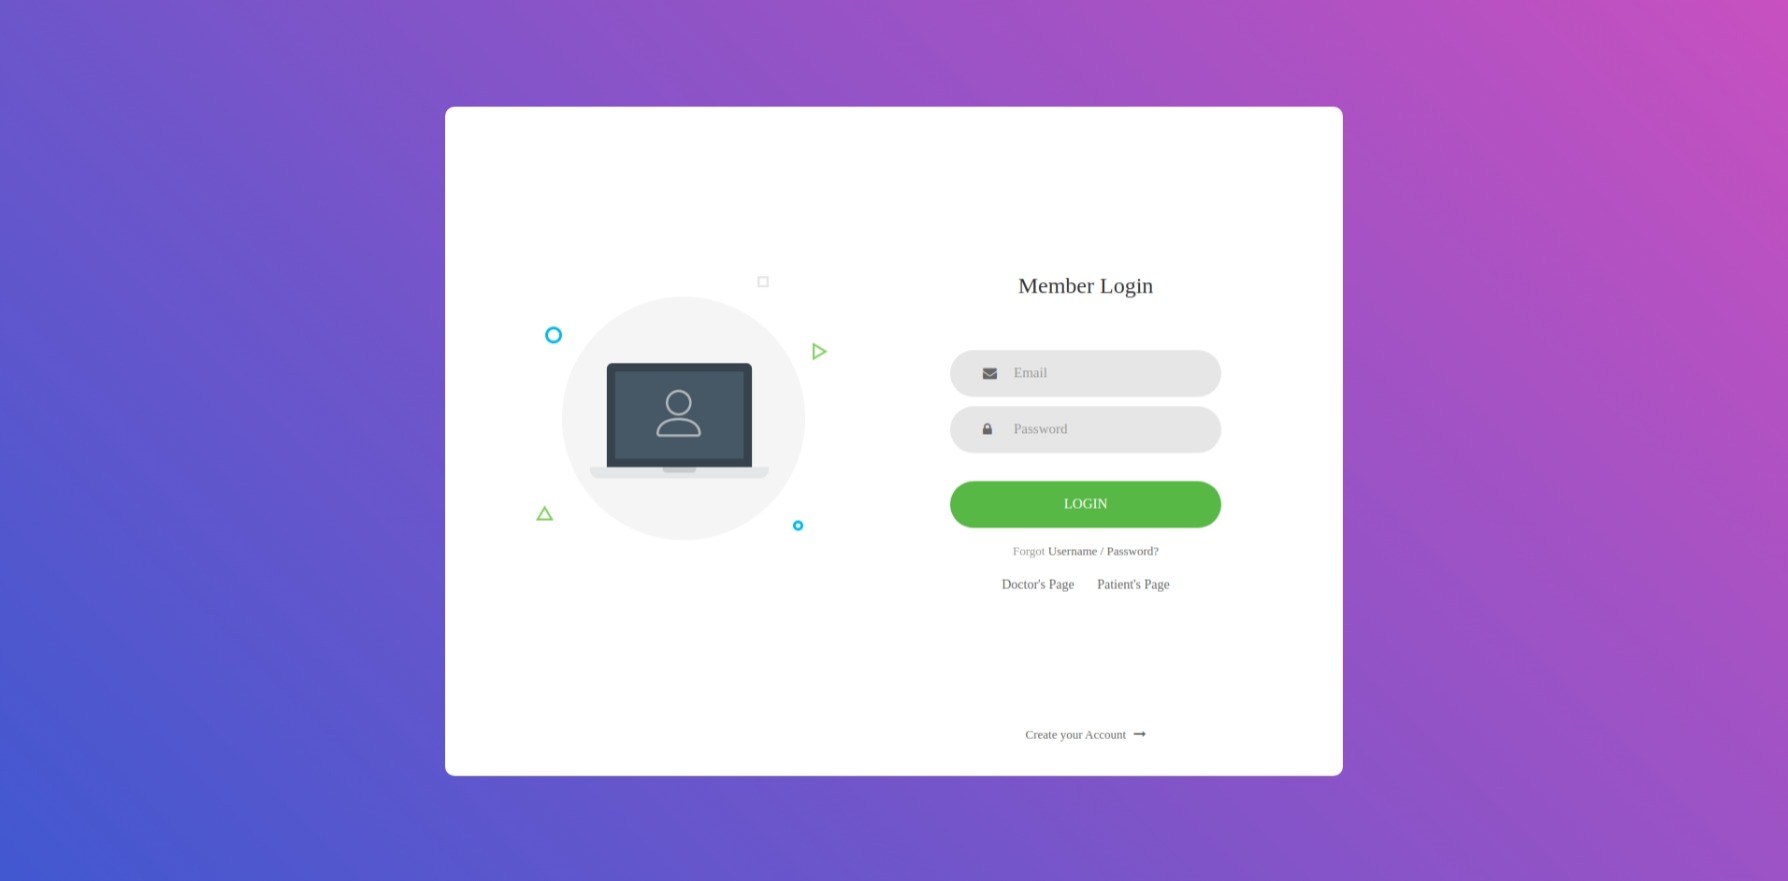 Member Login
Email
Password
LOGIN
Forgot Username / Password?
Doctor's Page Patient's Page
Create your Account